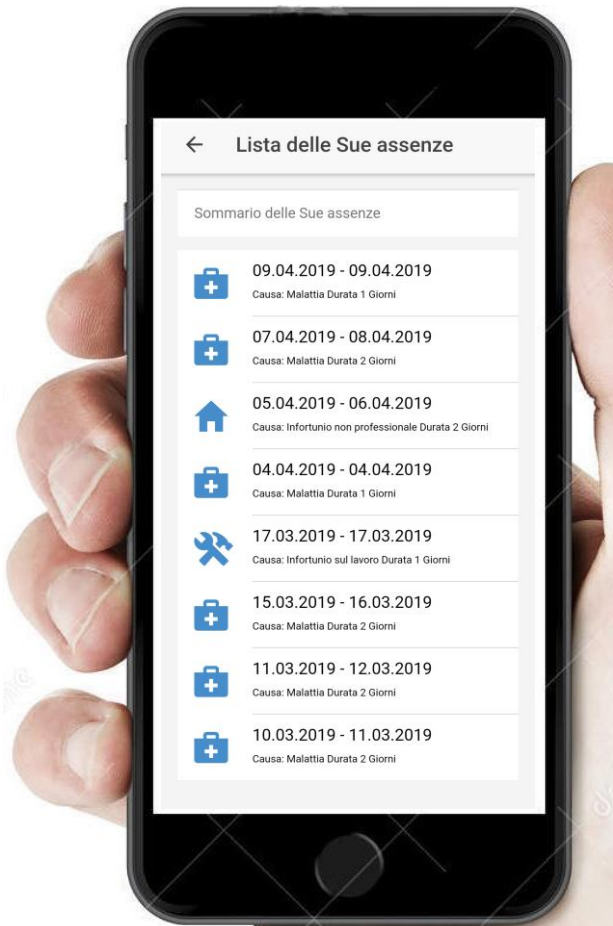 Lista delle Sue assenze
Sommario delle Sue assenze
09.04.2019 - 09.04.2019
Causa: Malattia Durata 1 Giorni
07.04.2019 - 08.04.2019
Causa: Malattia Durata 2 Giorni
05.04.2019 - 06.04.2019
Causa: Infortunio non professionale Durata 2 Giorni
04.04.2019 - 04.04.2019
Causa: Malattia Durata 1 Giorni
17.03.2019 - 17.03.2019
Causa: Infortunio sul lavoro Durata 1 Giorni
15.03.2019 - 16.03.2019
Causa: Malattia Durata 2 Giorni
11.03.2019 - 12.03.2019
Causa: Malattia Durata 2 Giorni
10.03.2019 - 11.03.2019
Causa: Malattia Durata 2 Giorni